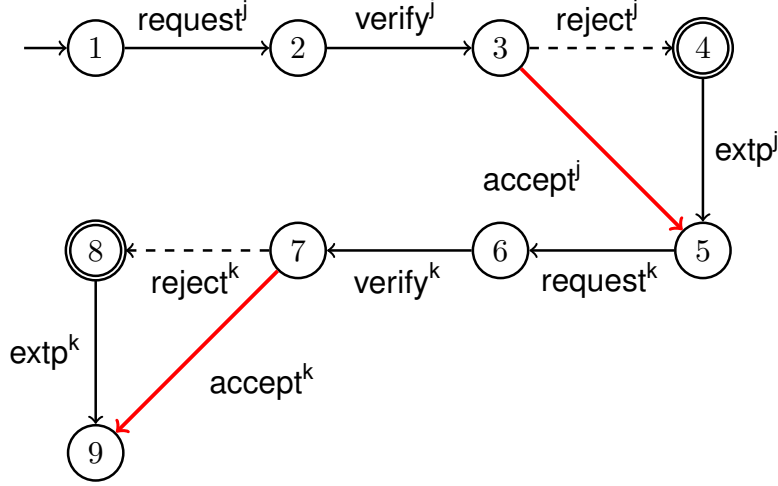 request^j verify^j reject^j
1 2 3 4
extp^j
accept^j
8 7 6 5
reject^k verify^k request^k
extp^k
accept^k
9